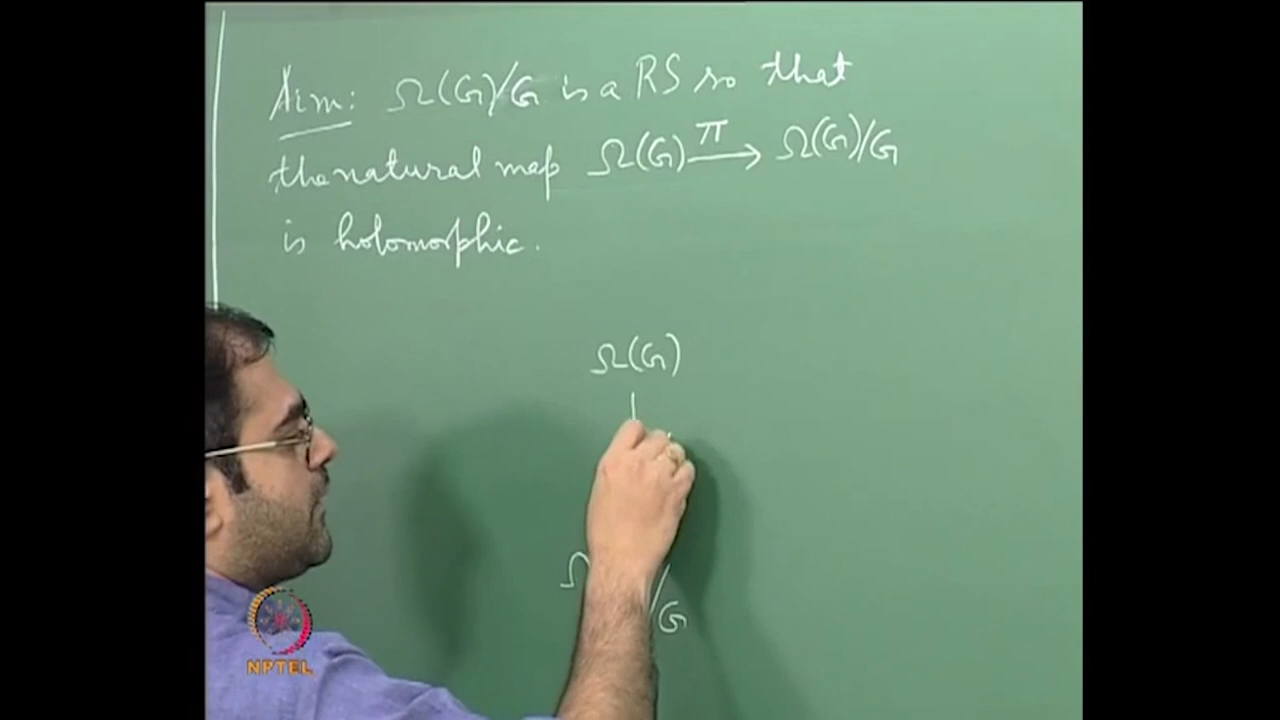 Aim: Ω(G)/G is a RS so that
the natural map Ω(G) —π→ Ω(G)/G
is holomorphic.
Ω(G)
Ω /G
NPTEL